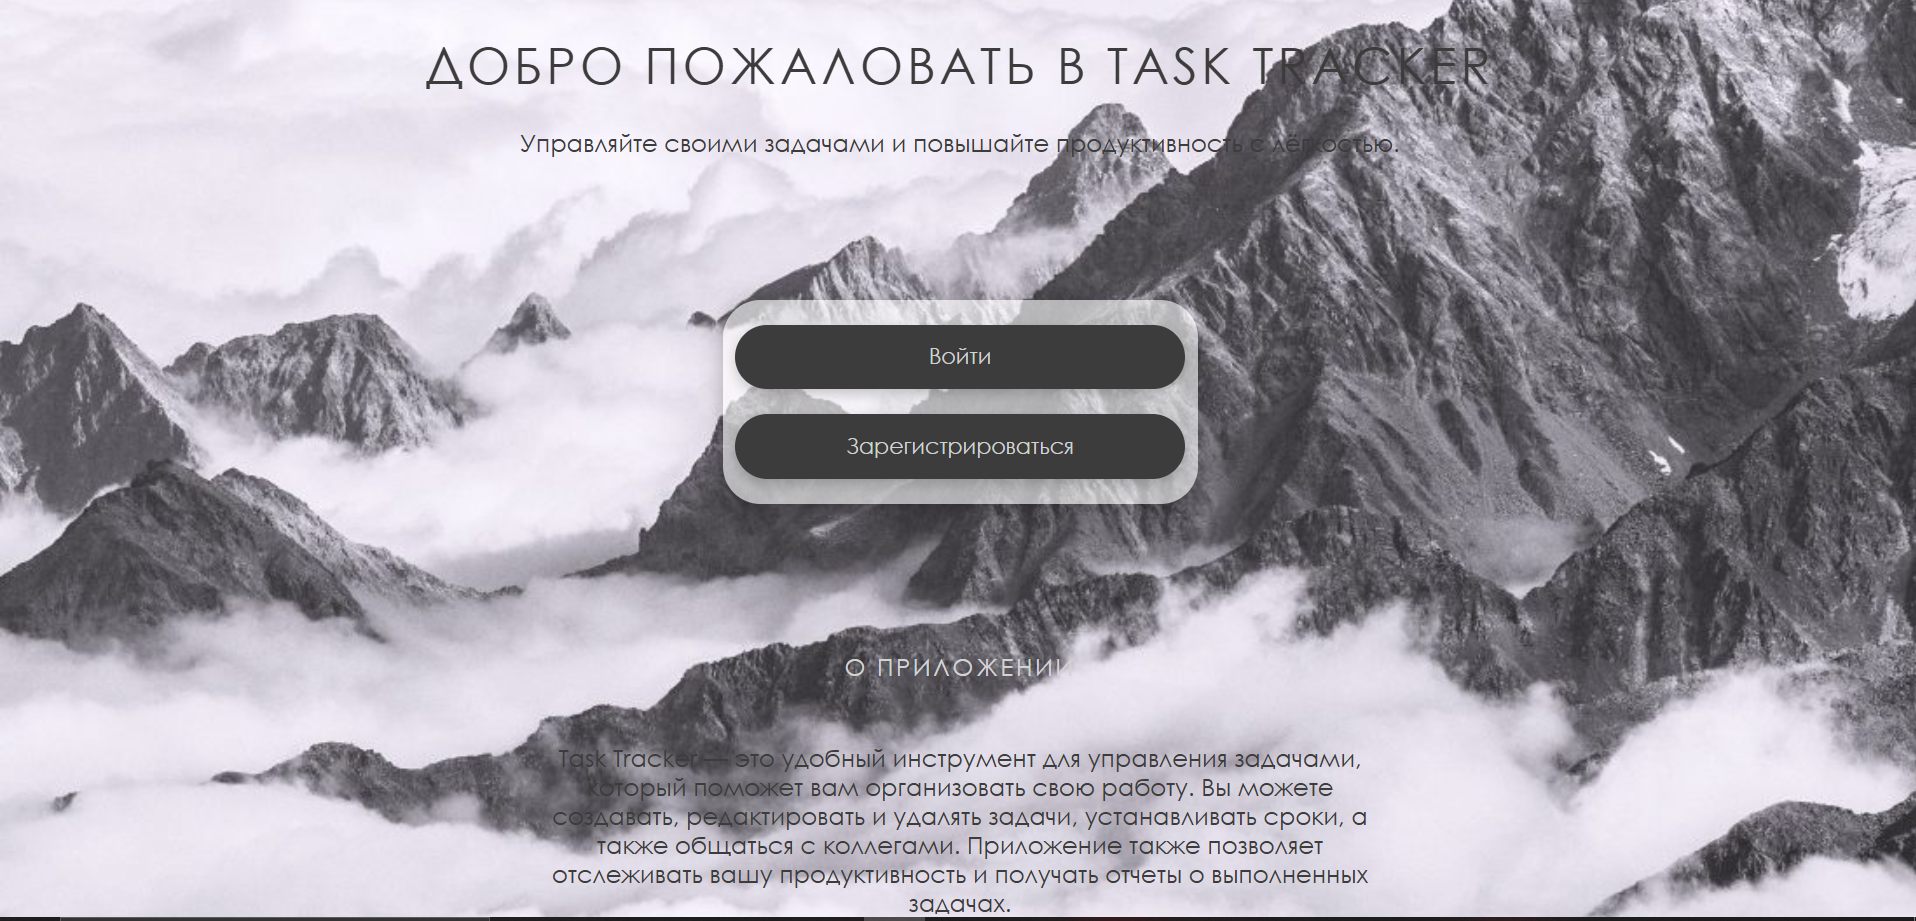 ДОБРО ПОЖАЛОВАТЬ В TASK TRACKER
Управляйте своими задачами и повышайте продуктивность с лёгкостью.
Войти
Зарегистрироваться
О ПРИЛОЖЕНИИ
Task Tracker — это удобный инструмент для управления задачами,
который поможет вам организовать свою работу. Вы можете
создавать, редактировать и удалять задачи, устанавливать сроки, а
также общаться с коллегами. Приложение также позволяет
отслеживать вашу продуктивность и получать отчеты о выполненных
задачах.